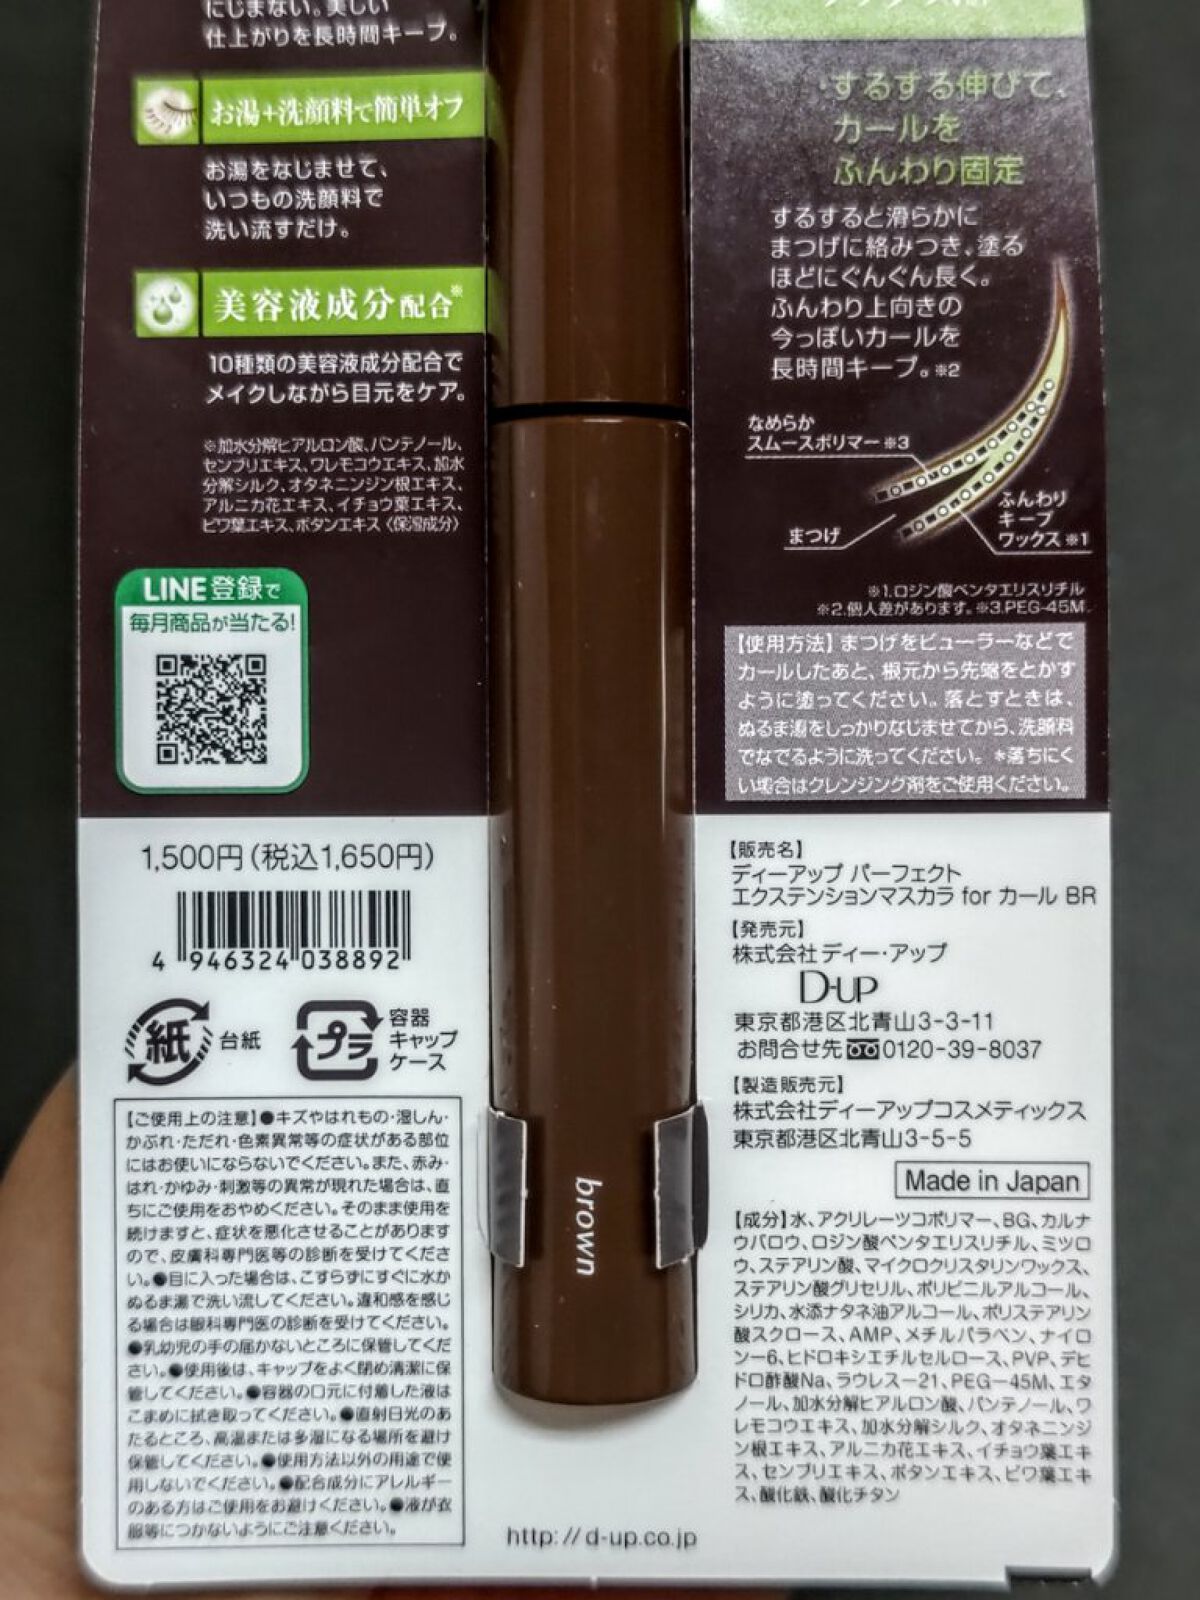 にじまない。美しい
仕上がりを長時間キープ。
お湯+洗顔料で簡単オフ
お湯をなじませて、
いつもの洗顔料で
洗い流すだけ。
美容液成分配合※
10種類の美容液成分配合で
メイクしながら目元をケア。
※加水分解ヒアルロン酸、パンテノール、
センブリエキス、ワレモコウエキス、加水
分解シルク、オタネニンジン根エキス、
アルニカ花エキス、イチョウ葉エキス、
ビワ葉エキス、ボタンエキス〈保湿成分〉
LINE登録で
毎月商品が当たる!
1,500円(税込1,650円)
4 946324 038892
紙 台紙
プラ 容器
キャップ
ケース
【ご使用上の注意】●キズやはれもの・湿しん・
かぶれ・ただれ・色素異常等の症状がある部位
にはお使いにならないでください。また、赤み・
はれ・かゆみ・刺激等の異常が現れた場合は、直
ちにご使用をおやめください。そのまま使用を
続けますと、症状を悪化させることがあります
ので、皮膚科専門医等の診断を受けてくださ
い。●目に入った場合は、こすらずにすぐに水か
ぬるま湯で洗い流してください。違和感を感じ
る場合は眼科専門医の診断を受けてください。
●乳幼児の手の届かないところに保管してくだ
さい。●使用後は、キャップをよく閉め清潔に保
管してください。●容器の口元に付着した液は
こまめに拭き取ってください。●直射日光のあ
たるところ、高温または多湿になる場所を避け
保管してください。●使用方法以外の用途で使
用しないでください。●配合成分にアレルギー
のある方はご使用をお避けください。●液が衣
服等につかないようにご注意ください。
brown
http://d-up.co.jp
するする伸びて、
カールを
ふんわり固定
するすると滑らかに
まつげに絡みつき、塗る
ほどにぐんぐん長く。
ふんわり上向きの
今っぽいカールを
長時間キープ。※2
なめらか
スムースポリマー※3
まつげ
ふんわり
キープ
ワックス※1
※1.ロジン酸ペンタエリスリチル
※2.個人差があります。※3.PEG-45M
【使用方法】まつげをビューラーなどで
カールしたあと、根元から先端をとかす
ように塗ってください。落とすときは、
ぬるま湯をしっかりなじませてから、洗顔料
でなでるように洗ってください。*落ちにく
い場合はクレンジング剤をご使用ください。
【販売名】
ディーアップ パーフェクト
エクステンションマスカラ for カール BR
【発売元】
株式会社ディー・アップ
D-UP
東京都港区北青山3-3-11
お問合せ先 0120-39-8037
【製造販売元】
株式会社ディーアップコスメティックス
東京都港区北青山3-5-5
Made in Japan
【成分】水、アクリレーツコポリマー、BG、カルナ
ウバロウ、ロジン酸ペンタエリスリチル、ミツロ
ウ、ステアリン酸、マイクロクリスタリンワックス、
ステアリン酸グリセリル、ポリビニルアルコール、
シリカ、水添ナタネ油アルコール、ポリステアリン
酸スクロース、AMP、メチルパラベン、ナイロ
ン-6、ヒドロキシエチルセルロース、PVP、デヒ
ドロ酢酸Na、ラウレス-21、PEG-45M、エタ
ノール、加水分解ヒアルロン酸、パンテノール、ワ
レモコウエキス、加水分解シルク、オタネニンジ
ン根エキス、アルニカ花エキス、イチョウ葉エキ
ス、センブリエキス、ボタンエキス、ビワ葉エキ
ス、酸化鉄、酸化チタン